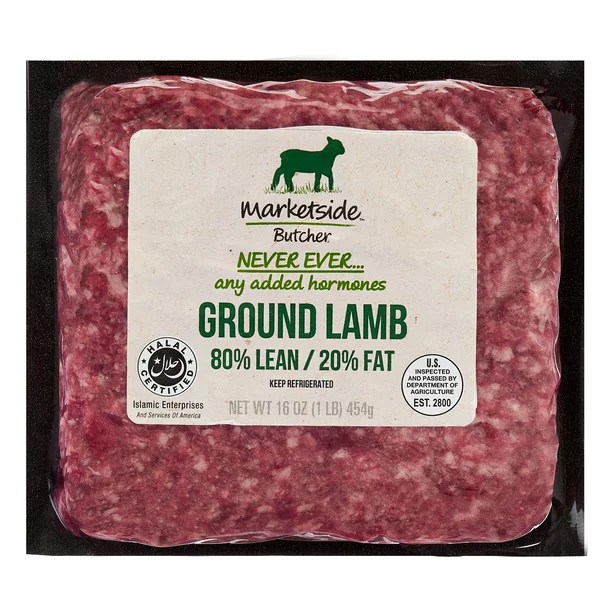 Marketside™
Butcher™
NEVER EVER...
any added hormones
GROUND LAMB
80% LEAN / 20% FAT
KEEP REFRIGERATED
NET WT 16 OZ (1 LB) 454g
HALAL
حلال
CERTIFIED
Islamic Enterprises
And Services Of America
U.S.
INSPECTED
AND PASSED BY
DEPARTMENT OF
AGRICULTURE
EST. 2800